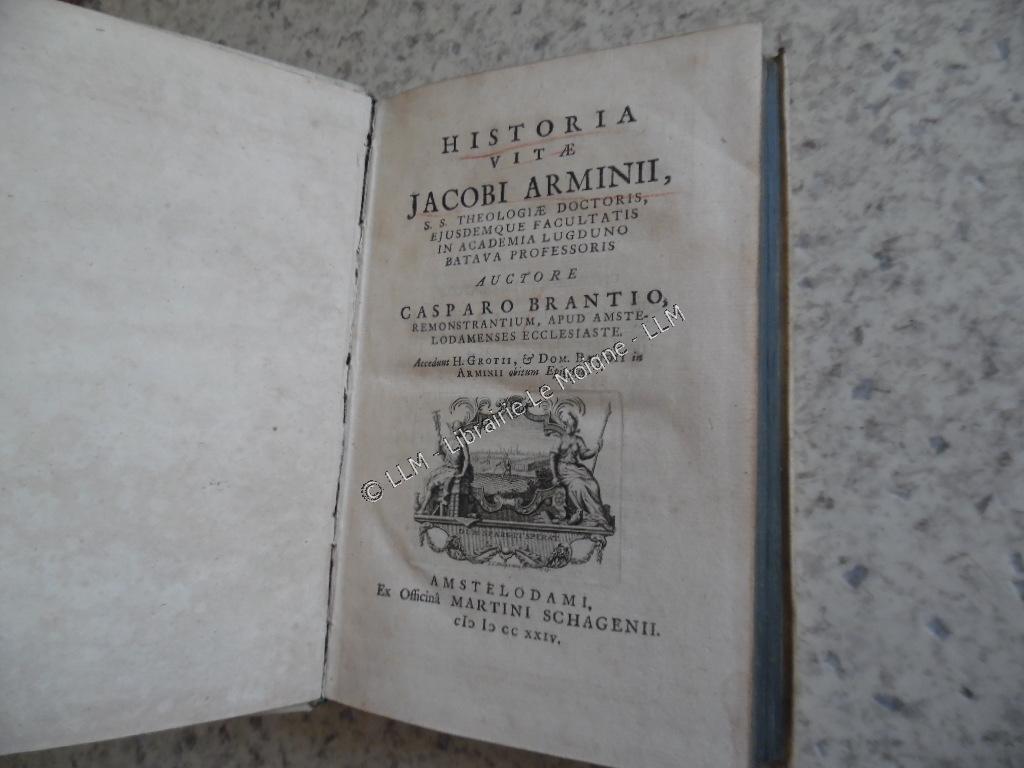 HISTORIA
VITÆ
JACOBI ARMINII,
S. S. THEOLOGIÆ DOCTORIS,
EJUSDEMQUE FACULTATIS
IN ACADEMIA LUGDUNO
BATAVA PROFESSORIS
AUCTORE
CASPARO BRANTIO,
REMONSTRANTIUM, APUD AMSTE-
LODAMENSES ECCLESIASTE.
Accedunt H. GROTII, & DOM. in
ARMINII obitum
© LLM - Librairie Le Moigne - LLM
AMSTELODAMI,
Ex Officinâ MARTINI SCHAGENII.
cIɔ Iɔ cc xxiv.